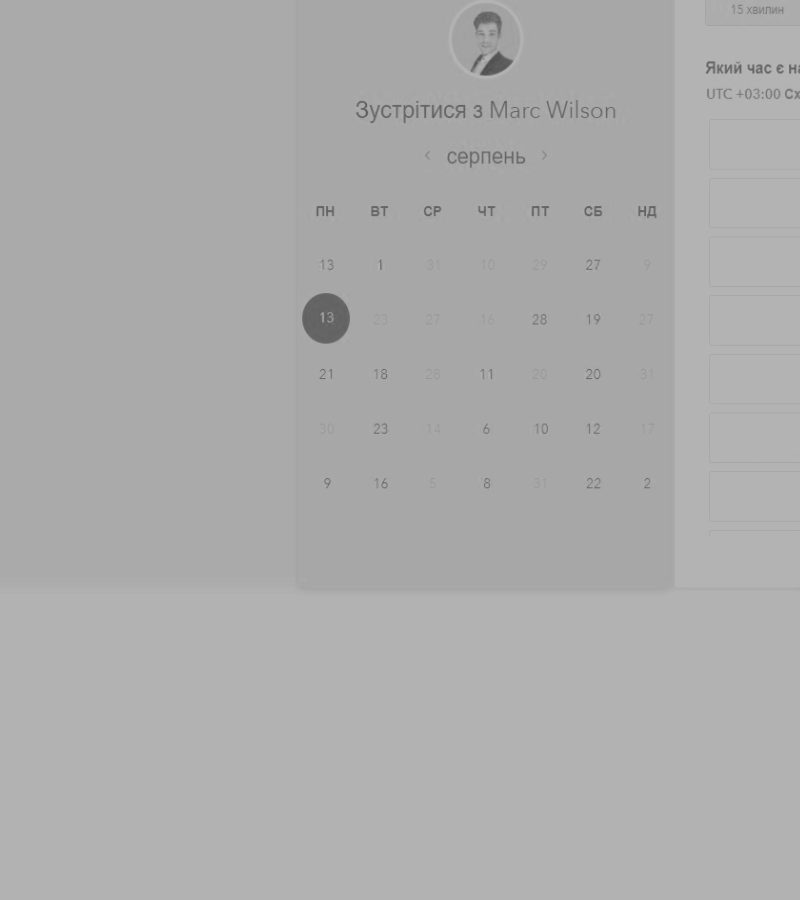 15 хвилин
Зустрітися з Marc Wilson
серпень
ПН ВТ СР ЧТ ПТ СБ НД
13 1 31 10 29 27 9
13 23 27 16 28 19 27
21 18 28 11 20 20 31
30 23 14 6 10 12 17
9 16 5 8 31 22 2
Який час є на
UTC +03:00 Сх